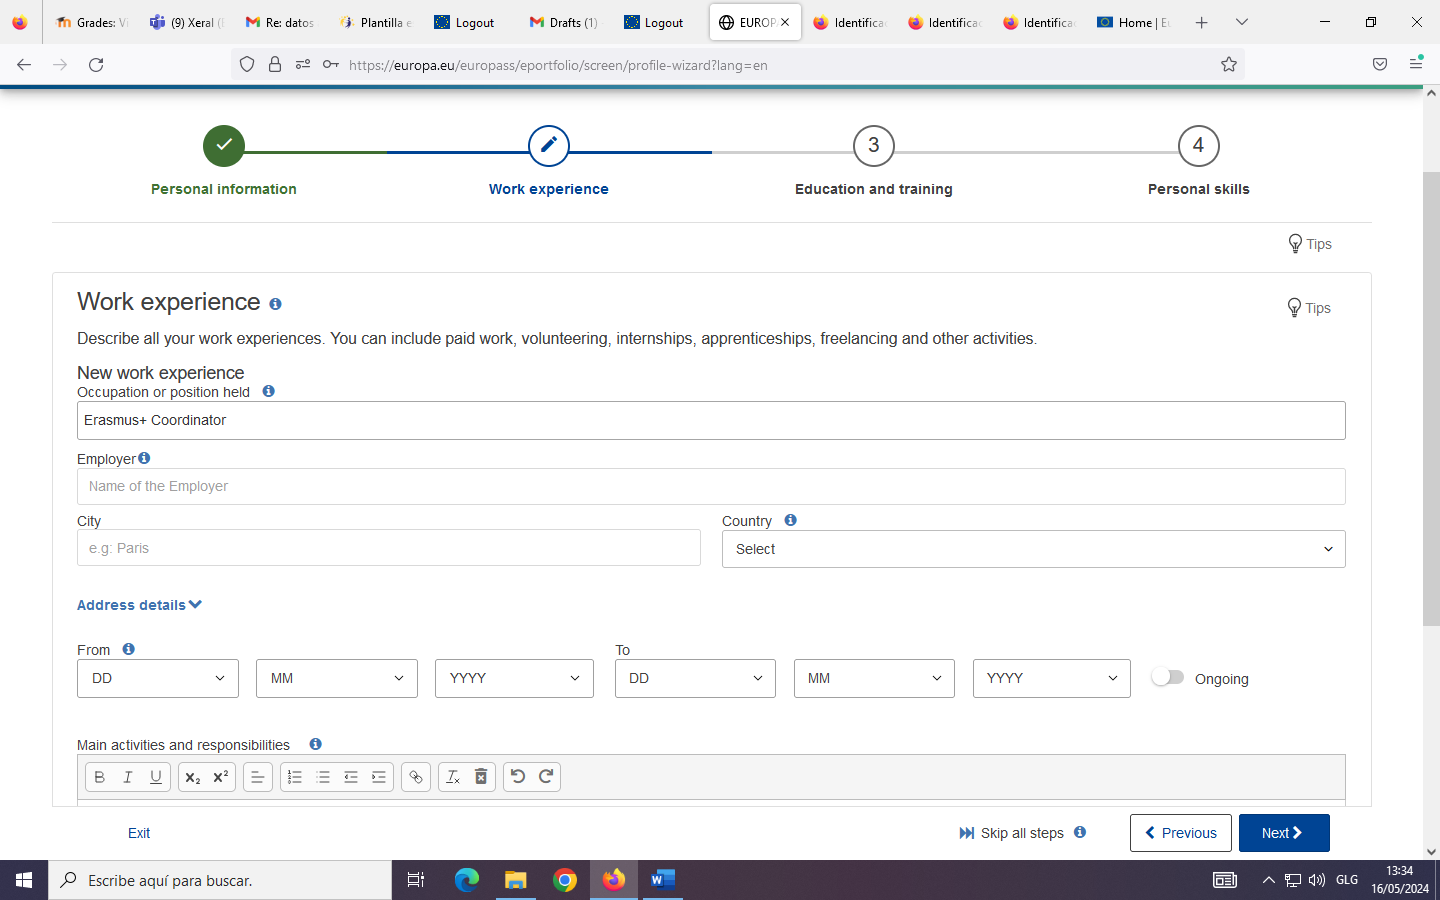 Grades: Vi
(9) Xeral (
Re: datos
Plantilla e
Logout
Drafts (1)
Logout
EUROP
Identifica
Identifica
Identifica
Home | Eu
https://europa.eu/europass/eportfolio/screen/profile-wizard?lang=en
3
4
Personal information
Work experience
Education and training
Personal skills
Tips
Work experience
Tips
Describe all your work experiences. You can include paid work, volunteering, internships, apprenticeships, freelancing and other activities.
New work experience
Occupation or position held
Erasmus+ Coordinator
Employer
Name of the Employer
City
Country
e.g: Paris
Select
Address details
From
To
DD
MM
YYYY
DD
MM
YYYY
Ongoing
Main activities and responsibilities
B I U x₂ x²
Exit
Skip all steps
Previous
Next
Escribe aquí para buscar.
GLG
13:34
16/05/2024